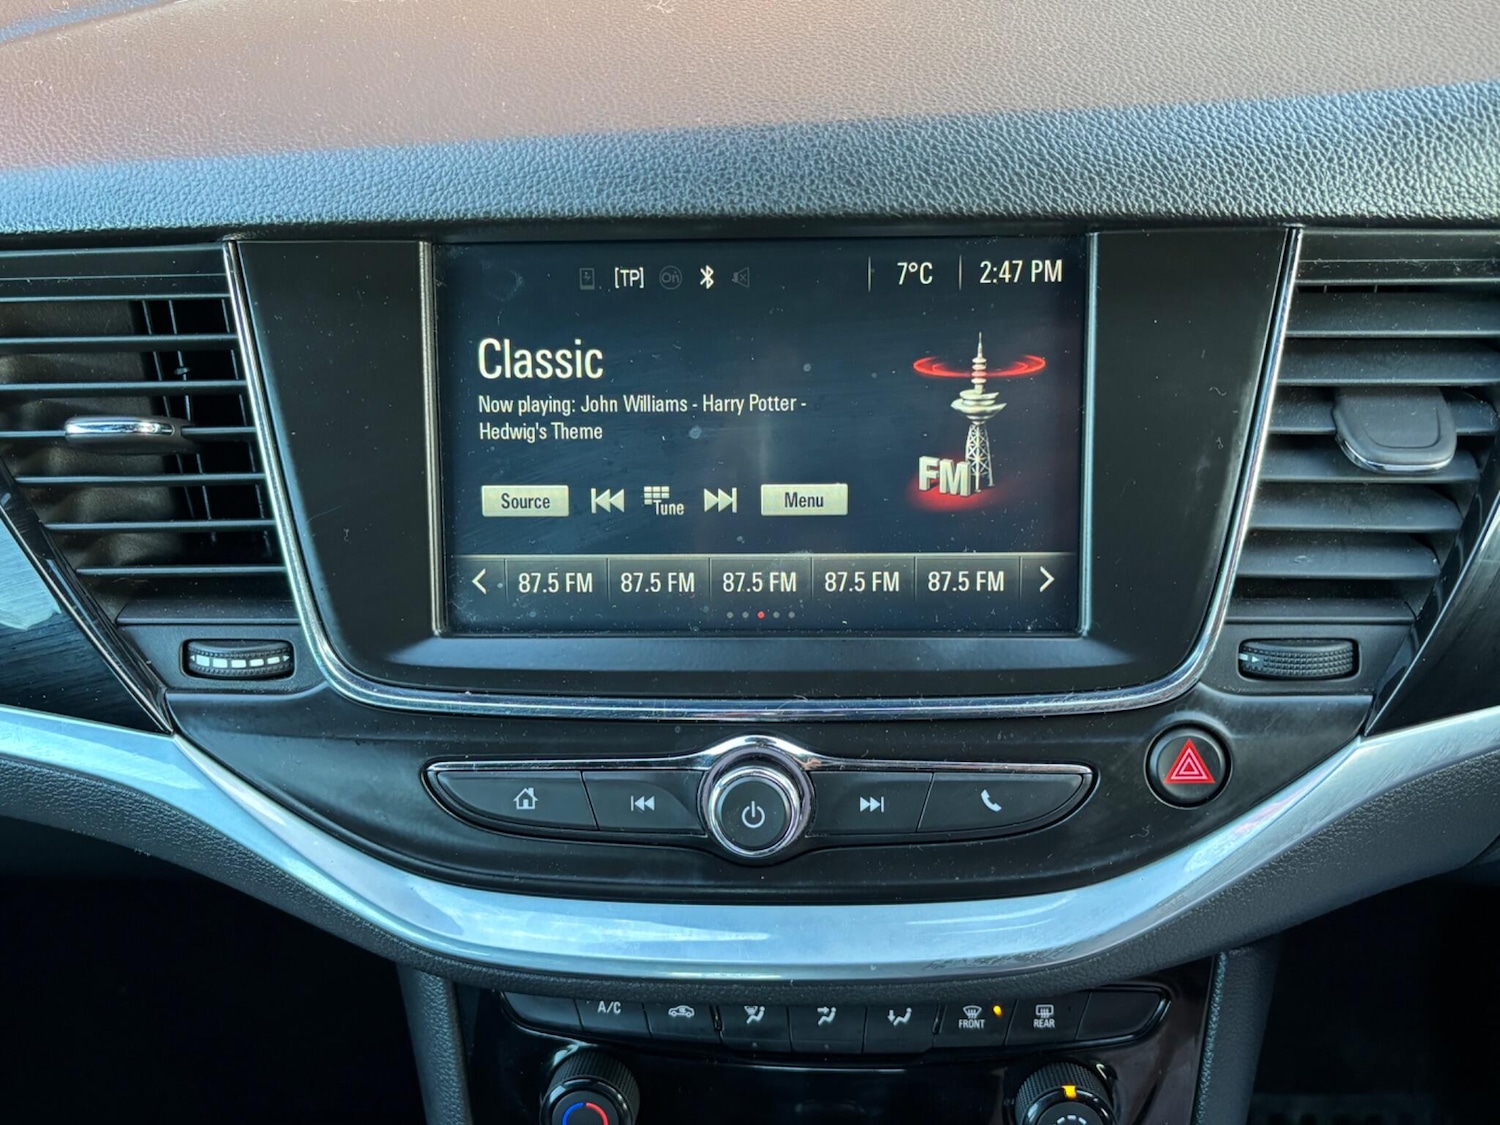 [TP] On 7°C 2:47 PM
Classic
Now playing: John Williams - Harry Potter -
Hedwig's Theme
FM
Source Tune Menu
87.5 FM 87.5 FM 87.5 FM 87.5 FM 87.5 FM
A/C FRONT REAR